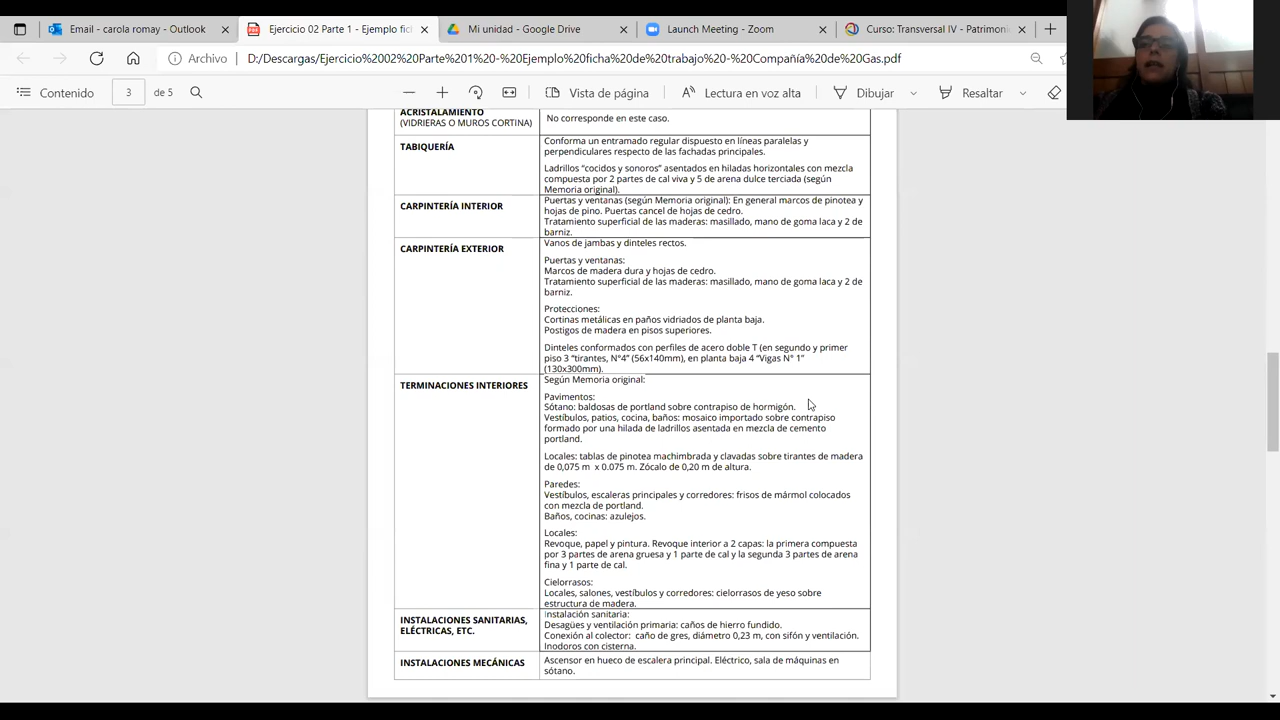 Email - carola romay - Outlook
Ejercicio 02 Parte 1 - Ejemplo fic
Mi unidad - Google Drive
Launch Meeting - Zoom
Curso: Transversal IV - Patrimoni
Archivo
D:/Descargas/Ejercicio%2002%20Parte%201%20-%20Ejemplo%20ficha%20de%20trabajo%20-%20Compañía%20de%20Gas.pdf
Contenido
3
de 5
Vista de página
Lectura en voz alta
Dibujar
Resaltar
ACRISTALAMIENTO
(VIDRIERAS O MUROS CORTINA)
No corresponde en este caso.
TABIQUERÍA
Conforma un entramado regular dispuesto en líneas paralelas y
perpendiculares respecto de las fachadas principales.
Ladrillos “cocidos y sonoros” asentados en hiladas horizontales con mezcla
compuesta por 2 partes de cal viva y 5 de arena dulce terciada (según
Memoria original).
CARPINTERÍA INTERIOR
Puertas y ventanas (según Memoria original): En general marcos de pinotea y
hojas de pino. Puertas cancel de hojas de cedro.
Tratamiento superficial de las maderas: masillado, mano de goma laca y 2 de
barniz.
CARPINTERÍA EXTERIOR
Vanos de jambas y dinteles rectos.
Puertas y ventanas:
Marcos de madera dura y hojas de cedro.
Tratamiento superficial de las maderas: masillado, mano de goma laca y 2 de
barniz.
Protecciones:
Cortinas metálicas en paños vidriados de planta baja.
Postigos de madera en pisos superiores.
Dinteles conformados con perfiles de acero doble T (en segundo y primer
piso 3 “tirantes, N°4” (56x140mm), en planta baja 4 “Vigas N° 1”
(130x300mm).
TERMINACIONES INTERIORES
Según Memoria original:
Pavimentos:
Sótano: baldosas de portland sobre contrapiso de hormigón.
Vestíbulos, patios, cocina, baños: mosaico importado sobre contrapiso
formado por una hilada de ladrillos asentada en mezcla de cemento
portland.
Locales: tablas de pinotea machimbrada y clavadas sobre tirantes de madera
de 0,075 m x 0.075 m. Zócalo de 0,20 m de altura.
Paredes:
Vestíbulos, escaleras principales y corredores: frisos de mármol colocados
con mezcla de portland.
Baños, cocinas: azulejos.
Locales:
Revoque, papel y pintura. Revoque interior a 2 capas: la primera compuesta
por 3 partes de arena gruesa y 1 parte de cal y la segunda 3 partes de arena
fina y 1 parte de cal.
Cielorrasos:
Locales, salones, vestíbulos y corredores: cielorrasos de yeso sobre
estructura de madera.
INSTALACIONES SANITARIAS,
ELÉCTRICAS, ETC.
Instalación sanitaria:
Desagües y ventilación primaria: caños de hierro fundido.
Conexión al colector: caño de gres, diámetro 0,23 m, con sifón y ventilación.
Inodoros con cisterna.
INSTALACIONES MECÁNICAS
Ascensor en hueco de escalera principal. Eléctrico, sala de máquinas en
sótano.